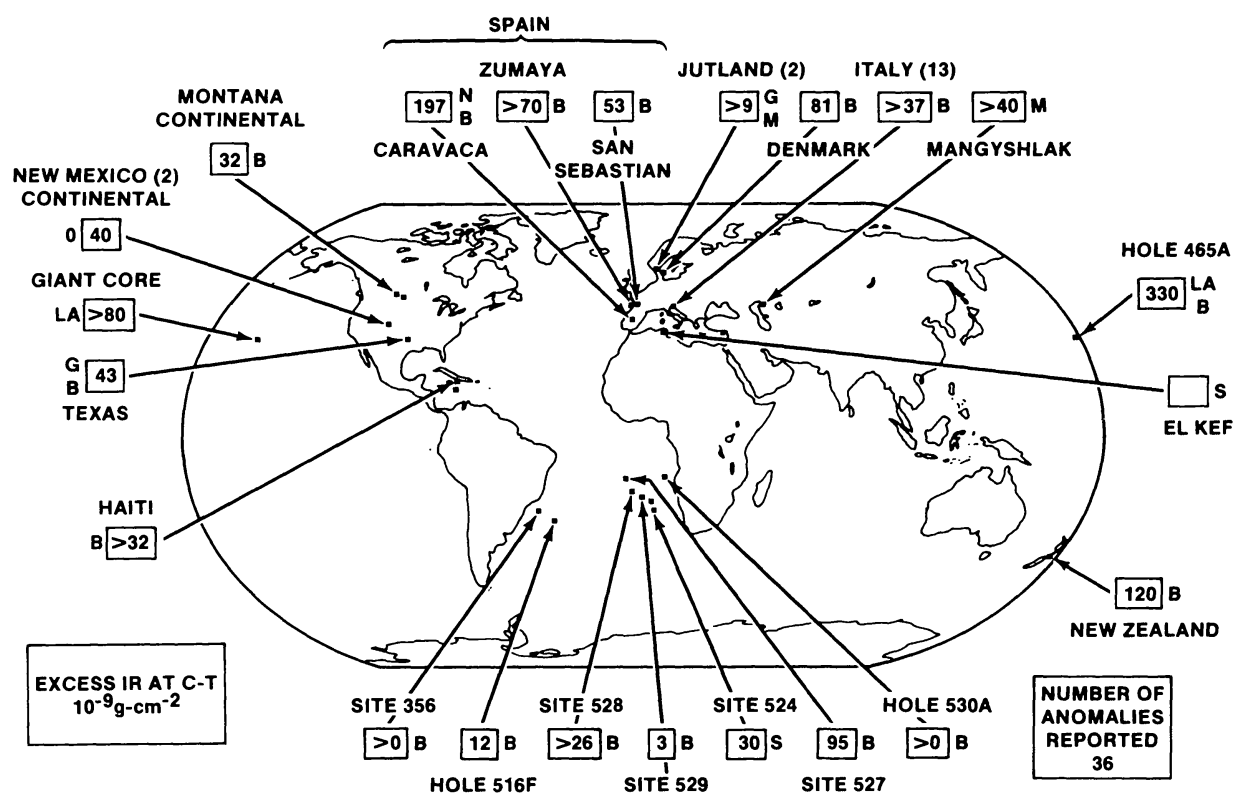 SPAIN
ZUMAYA
JUTLAND (2)
ITALY (13)
MONTANA
CONTINENTAL
197 N B
>70 B
53 B
>9 G M
81 B
>37 B
>40 M
CARAVACA
SAN
SEBASTIAN
DENMARK
MANGYSHLAK
32 B
NEW MEXICO (2)
CONTINENTAL
0 40
GIANT CORE
LA >80
G B 43
TEXAS
HOLE 465A
330 LA B
S
EL KEF
HAITI
B >32
120 B
NEW ZEALAND
EXCESS IR AT C-T
10-9g-cm-2
SITE 356
SITE 528
SITE 524
HOLE 530A
>0 B
12 B
>26 B
3 B
30 S
95 B
>0 B
HOLE 516F
SITE 529
SITE 527
NUMBER OF
ANOMALIES
REPORTED
36